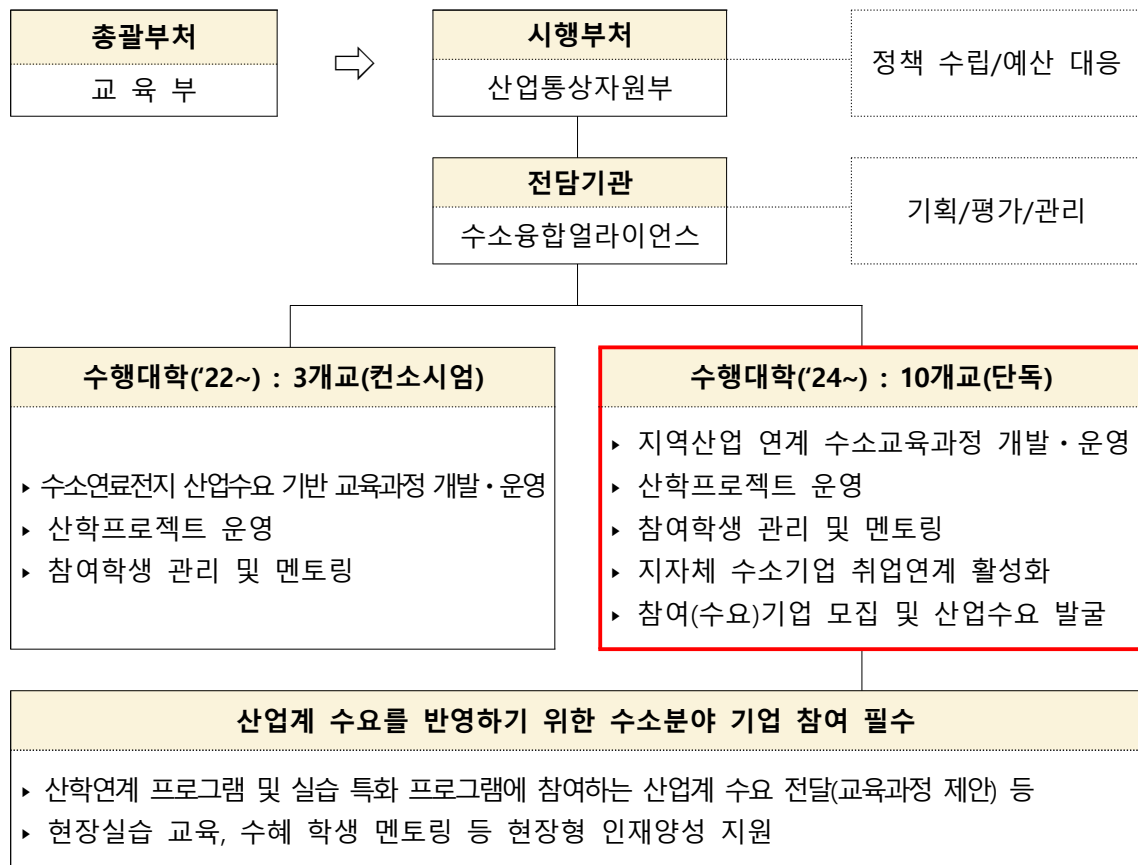 총괄부처
교 육 부
시행부처
산업통상자원부
정책 수립/예산 대응
전담기관
수소융합얼라이언스
기획/평가/관리
수행대학(‘22~) : 3개교(컨소시엄)
▸ 수소연료전지 산업수요 기반 교육과정 개발・운영
▸ 산학프로젝트 운영
▸ 참여학생 관리 및 멘토링
수행대학(‘24~) : 10개교(단독)
▸ 지역산업 연계 수소교육과정 개발・운영
▸ 산학프로젝트 운영
▸ 참여학생 관리 및 멘토링
▸ 지자체 수소기업 취업연계 활성화
▸ 참여(수요)기업 모집 및 산업수요 발굴
산업계 수요를 반영하기 위한 수소분야 기업 참여 필수
▸ 산학연계 프로그램 및 실습 특화 프로그램에 참여하는 산업계 수요 전달(교육과정 제안) 등
▸ 현장실습 교육, 수혜 학생 멘토링 등 현장형 인재양성 지원